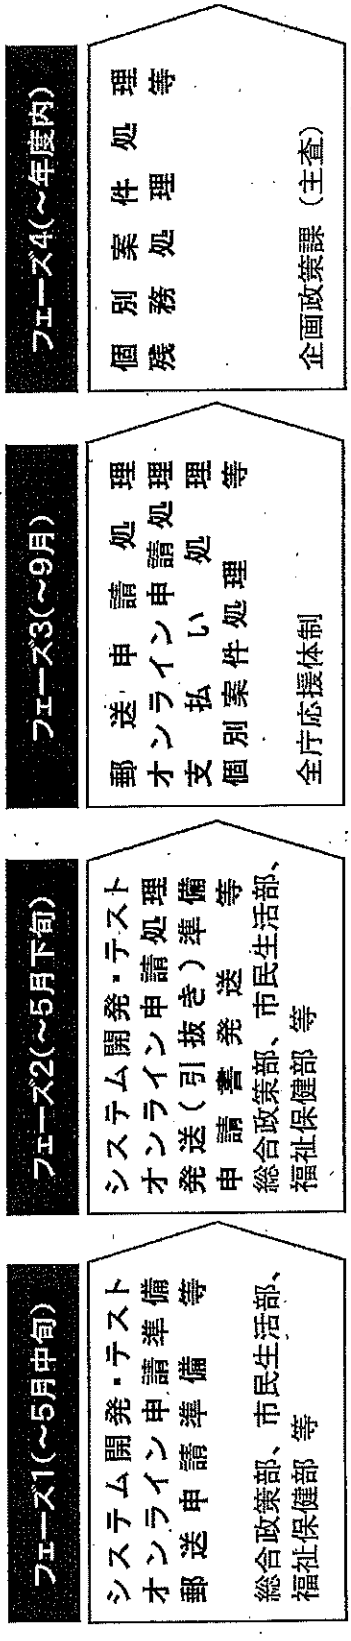 フェーズ1(～5月中旬)
システム開発・テスト
オンライン申請準備
郵送申請準備等
総合政策部、市民生活部、
福祉保健部 等
フェーズ2(～5月下旬)
システム開発・テスト
オンライン申請処理
発送(引抜き)準備
申請書発送等
総合政策部、市民生活部、
福祉保健部 等
フェーズ3(～9月)
郵送申請処理
オンライン申請処理
支払い処理
個別案件処理等
全庁応援体制
フェーズ4(～年度内)
個別案件処理
残務処理等
企画政策課(主査)